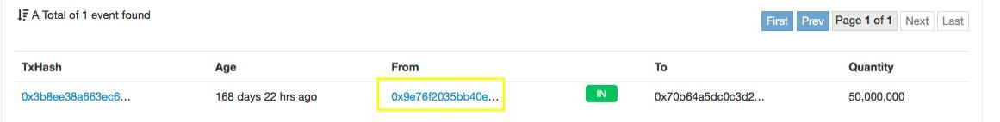 A Total of 1 event found
First Prev Page 1 of 1 Next Last
TxHash Age From To Quantity
0x3b8ee38a663ec6... 168 days 22 hrs ago 0x9e76f2035bb40e... IN 0x70b64a5dc0c3d2... 50,000,000